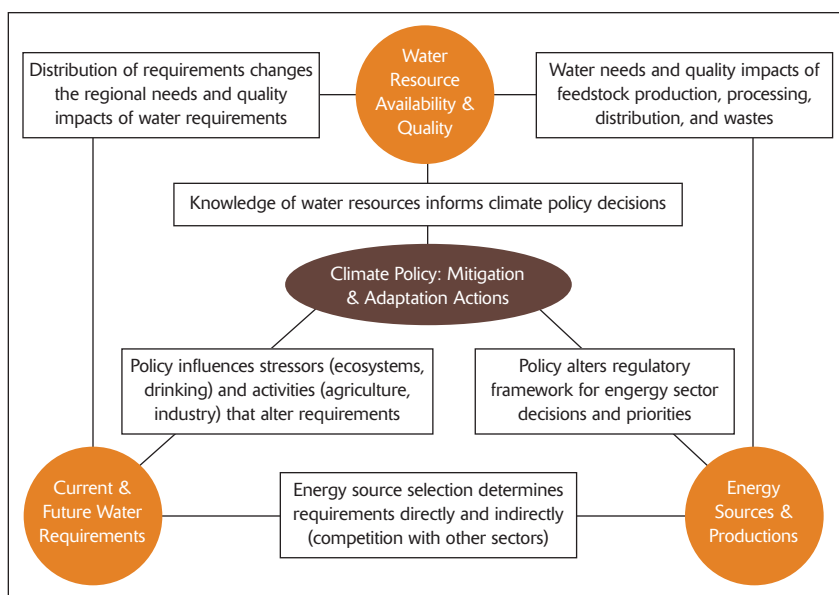 Distribution of requirements changes
the regional needs and quality
impacts of water requirements
Water
Resource
Availability &
Quality
Water needs and quality impacts of
feedstock production, processing,
distribution, and wastes
Knowledge of water resources informs climate policy decisions
Climate Policy: Mitigation
& Adaptation Actions
Policy influences stressors (ecosystems,
drinking) and activities (agriculture,
industry) that alter requirements
Policy alters regulatory
framework for engergy sector
decisions and priorities
Current &
Future Water
Requirements
Energy source selection determines
requirements directly and indirectly
(competition with other sectors)
Energy
Sources &
Productions